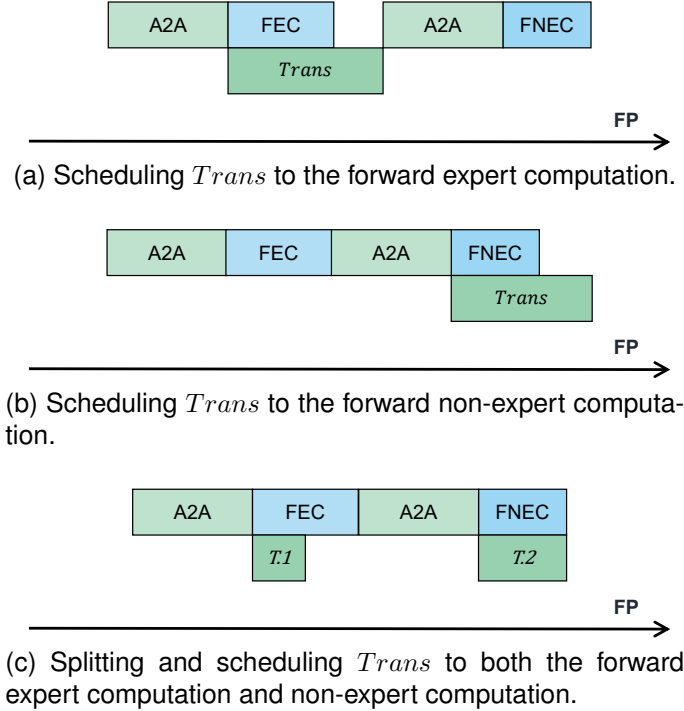 A2A FEC A2A FNEC
Trans
FP
(a) Scheduling Trans to the forward expert computation.
A2A FEC A2A FNEC
Trans
FP
(b) Scheduling Trans to the forward non-expert computa-
tion.
A2A FEC A2A FNEC
T.1 T.2
FP
(c) Splitting and scheduling Trans to both the forward
expert computation and non-expert computation.